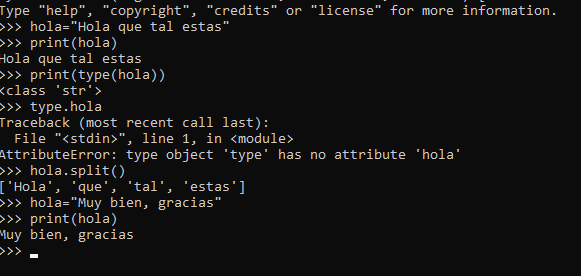 Type "help", "copyright", "credits" or "license" for more information.
>>> hola="Hola que tal estas"
>>> print(hola)
Hola que tal estas
>>> print(type(hola))
<class 'str'>
>>> type.hola
Traceback (most recent call last):
  File "<stdin>", line 1, in <module>
AttributeError: type object 'type' has no attribute 'hola'
>>> hola.split()
['Hola', 'que', 'tal', 'estas']
>>> hola="Muy bien, gracias"
>>> print(hola)
Muy bien, gracias
>>> _